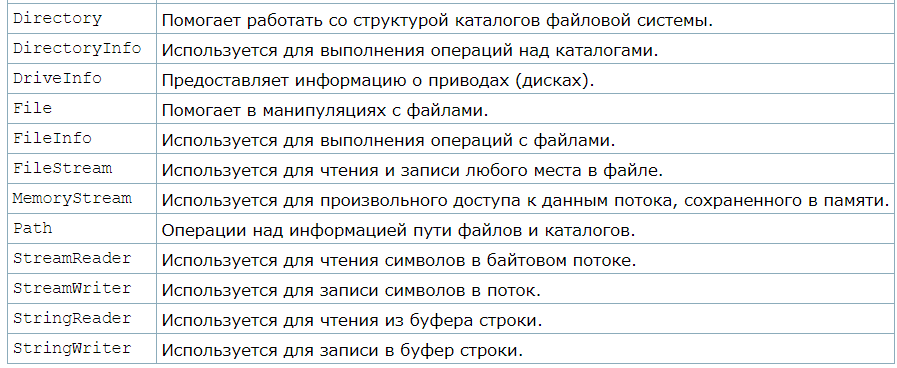 Directory Помогает работать со структурой каталогов файловой системы.
DirectoryInfo Используется для выполнения операций над каталогами.
DriveInfo Предоставляет информацию о приводах (дисках).
File Помогает в манипуляциях с файлами.
FileInfo Используется для выполнения операций с файлами.
FileStream Используется для чтения и записи любого места в файле.
MemoryStream Используется для произвольного доступа к данным потока, сохраненного в памяти.
Path Операции над информацией пути файлов и каталогов.
StreamReader Используется для чтения символов в байтовом потоке.
StreamWriter Используется для записи символов в поток.
StringReader Используется для чтения из буфера строки.
StringWriter Используется для записи в буфер строки.